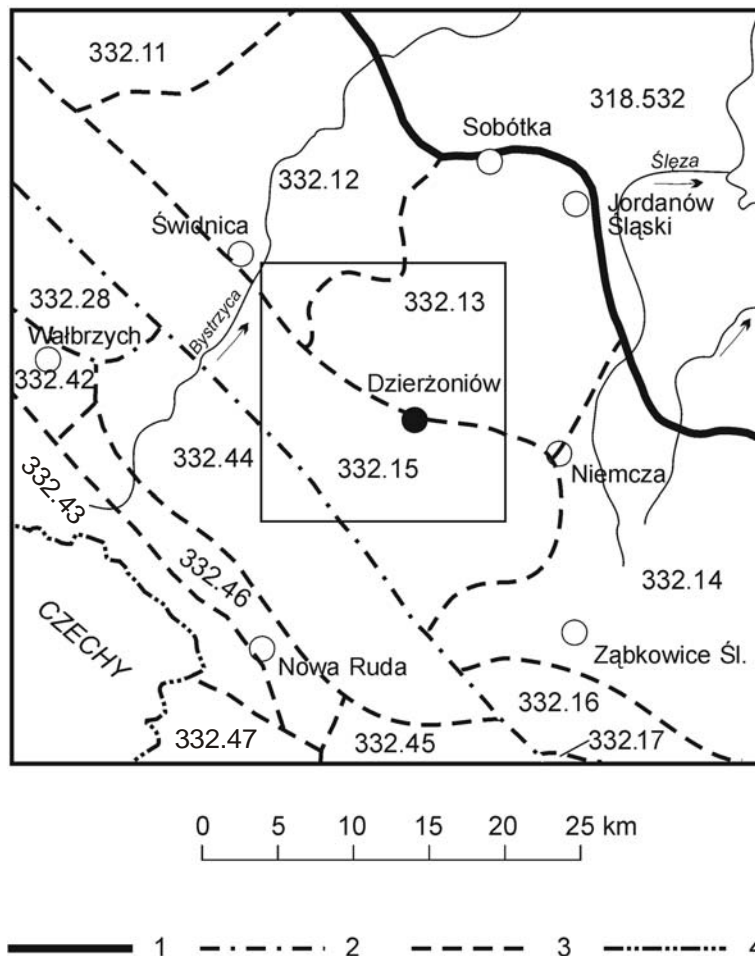 332.11
318.532
Sobótka
Ślęza
332.12
Jordanów
Śląski
Świdnica
332.28
332.13
Bystrzyca
Wałbrzych
332.42
Dzierżoniów
332.44
332.15
Niemcza
332.43
332.46
332.14
CZECHY
Nowa Ruda
Ząbkowice Śl.
332.16
332.47
332.45
332.17
0 5 10 15 20 25 km
1 2 3 4